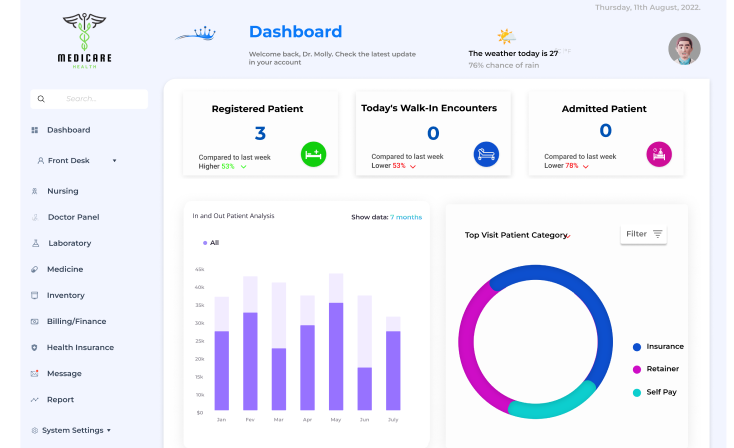 Thursday, 11th August, 2022.
MEDICARE
HEALTH
Dashboard
Welcome back, Dr. Molly. Check the latest update
in your account
The weather today is 27
76% chance of rain
Search...
Dashboard
Front Desk
Nursing
Doctor Panel
Laboratory
Medicine
Inventory
Billing/Finance
Health Insurance
Message
Report
System Settings
Registered Patient
3
Compared to last week
Higher 53%
Today's Walk-In Encounters
0
Compared to last week
Lower 53%
Admitted Patient
0
Compared to last week
Lower 78%
In and Out Patient Analysis
Show data: 7 months
All
45k
40k
35k
30k
25k
20k
15k
10k
$0
Jan
Fev
Mar
Apr
May
Jun
July
Top Visit Patient Category
Filter
Insurance
Retainer
Self Pay